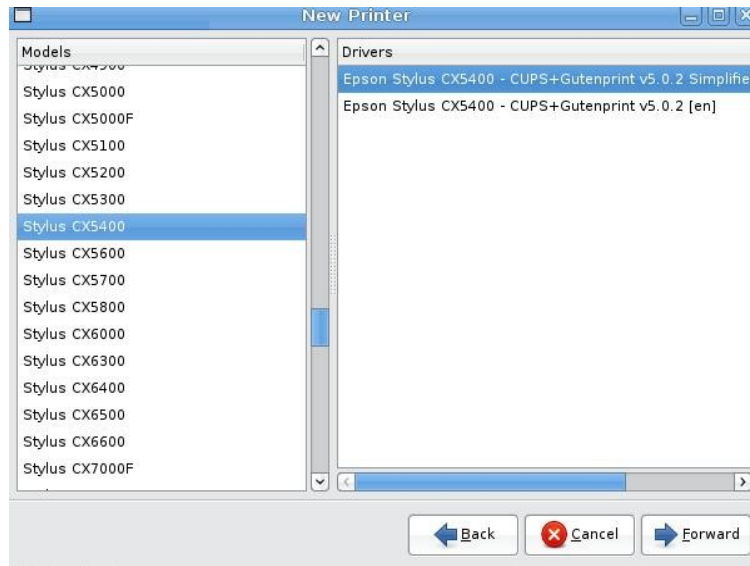 New Printer
Models
Stylus CX4900
Stylus CX5000
Stylus CX5000F
Stylus CX5100
Stylus CX5200
Stylus CX5300
Stylus CX5400
Stylus CX5600
Stylus CX5700
Stylus CX5800
Stylus CX6000
Stylus CX6300
Stylus CX6400
Stylus CX6500
Stylus CX6600
Stylus CX7000F
Drivers
Epson Stylus CX5400 - CUPS+Gutenprint v5.0.2 Simplifie
Epson Stylus CX5400 - CUPS+Gutenprint v5.0.2 [en]
Back
Cancel
Forward